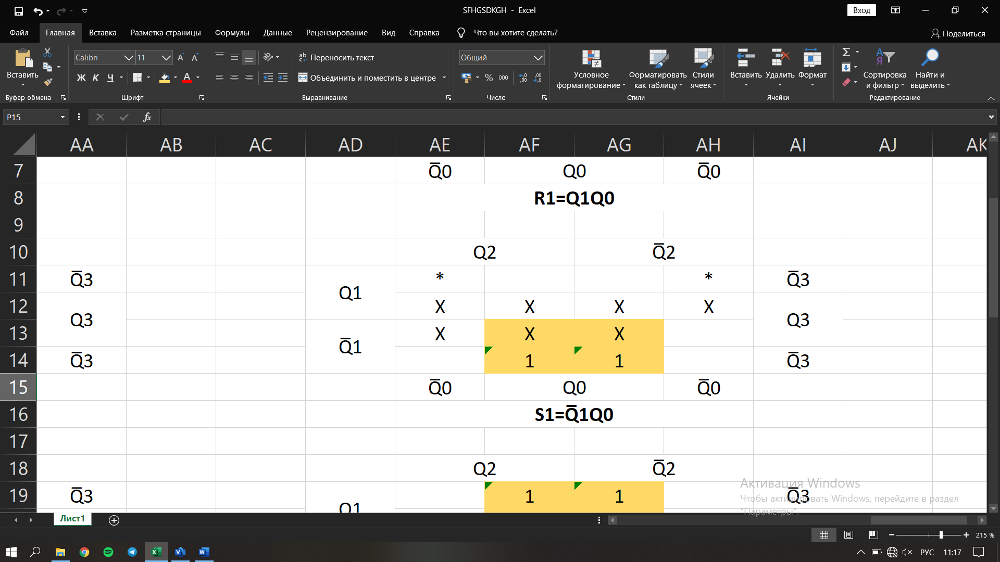 SFHGSDKGH - Excel
Вход
Файл Главная Вставка Разметка страницы Формулы Данные Рецензирование Вид Справка Что вы хотите сделать? Поделиться
Вставить
Буфер обмена
Calibri 11
Ж К Ч
Шрифт
Переносить текст
Объединить и поместить в центре
Выравнивание
Общий
% 000
Число
Условное форматирование
Форматировать как таблицу
Стили ячеек
Стили
Вставить Удалить Формат
Ячейки
Сортировка и фильтр
Найти и выделить
Редактирование
P15 fx
AA AB AC AD AE AF AG AH AI AJ AK
7 Q̅0 Q0 Q̅0
8 R1=Q1Q0
9
10 Q2 Q̅2
11 Q̅3 * * Q̅3
Q1
12 X X X X
Q3 Q3
13 X X X
Q̅1
14 Q̅3 1 1 Q̅3
15 Q̅0 Q0 Q̅0
16 S1=Q̅1Q0
17
18 Q2 Q̅2
19 Q̅3 1 1 Q̅3
Q1
Активация Windows
Чтобы активировать Windows, перейдите в раздел
"Параметры".
Лист1
215 %
РУС 11:17